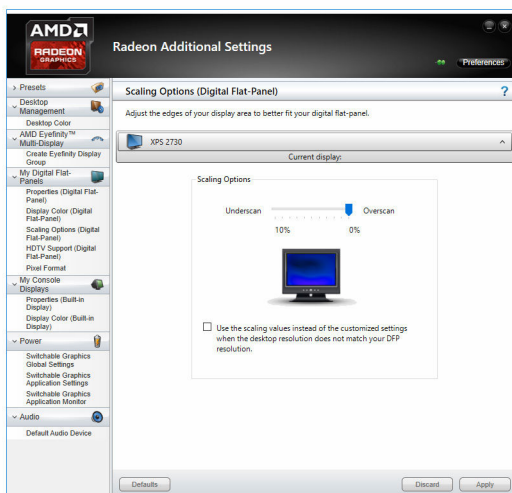 AMD
RADEON
GRAPHICS
Radeon Additional Settings
Preferences
Presets
Desktop
Management
Desktop Color
AMD Eyefinity™
Multi-Display
Create Eyefinity Display
Group
My Digital Flat-
Panels
Properties (Digital Flat-
Panel)
Display Color (Digital
Flat-Panel)
Scaling Options (Digital
Flat-Panel)
HDTV Support (Digital
Flat-Panel)
Pixel Format
My Console
Displays
Properties (Built-in
Display)
Display Color (Built-in
Display)
Power
Switchable Graphics
Global Settings
Switchable Graphics
Application Settings
Switchable Graphics
Application Monitor
Audio
Default Audio Device
Scaling Options (Digital Flat-Panel)
?
Adjust the edges of your display area to better fit your digital flat-panel.
XPS 2730
Current display:
Scaling Options
Underscan Overscan
10% 0%
Use the scaling values instead of the customized settings
when the desktop resolution does not match your DFP
resolution.
Defaults
Discard
Apply